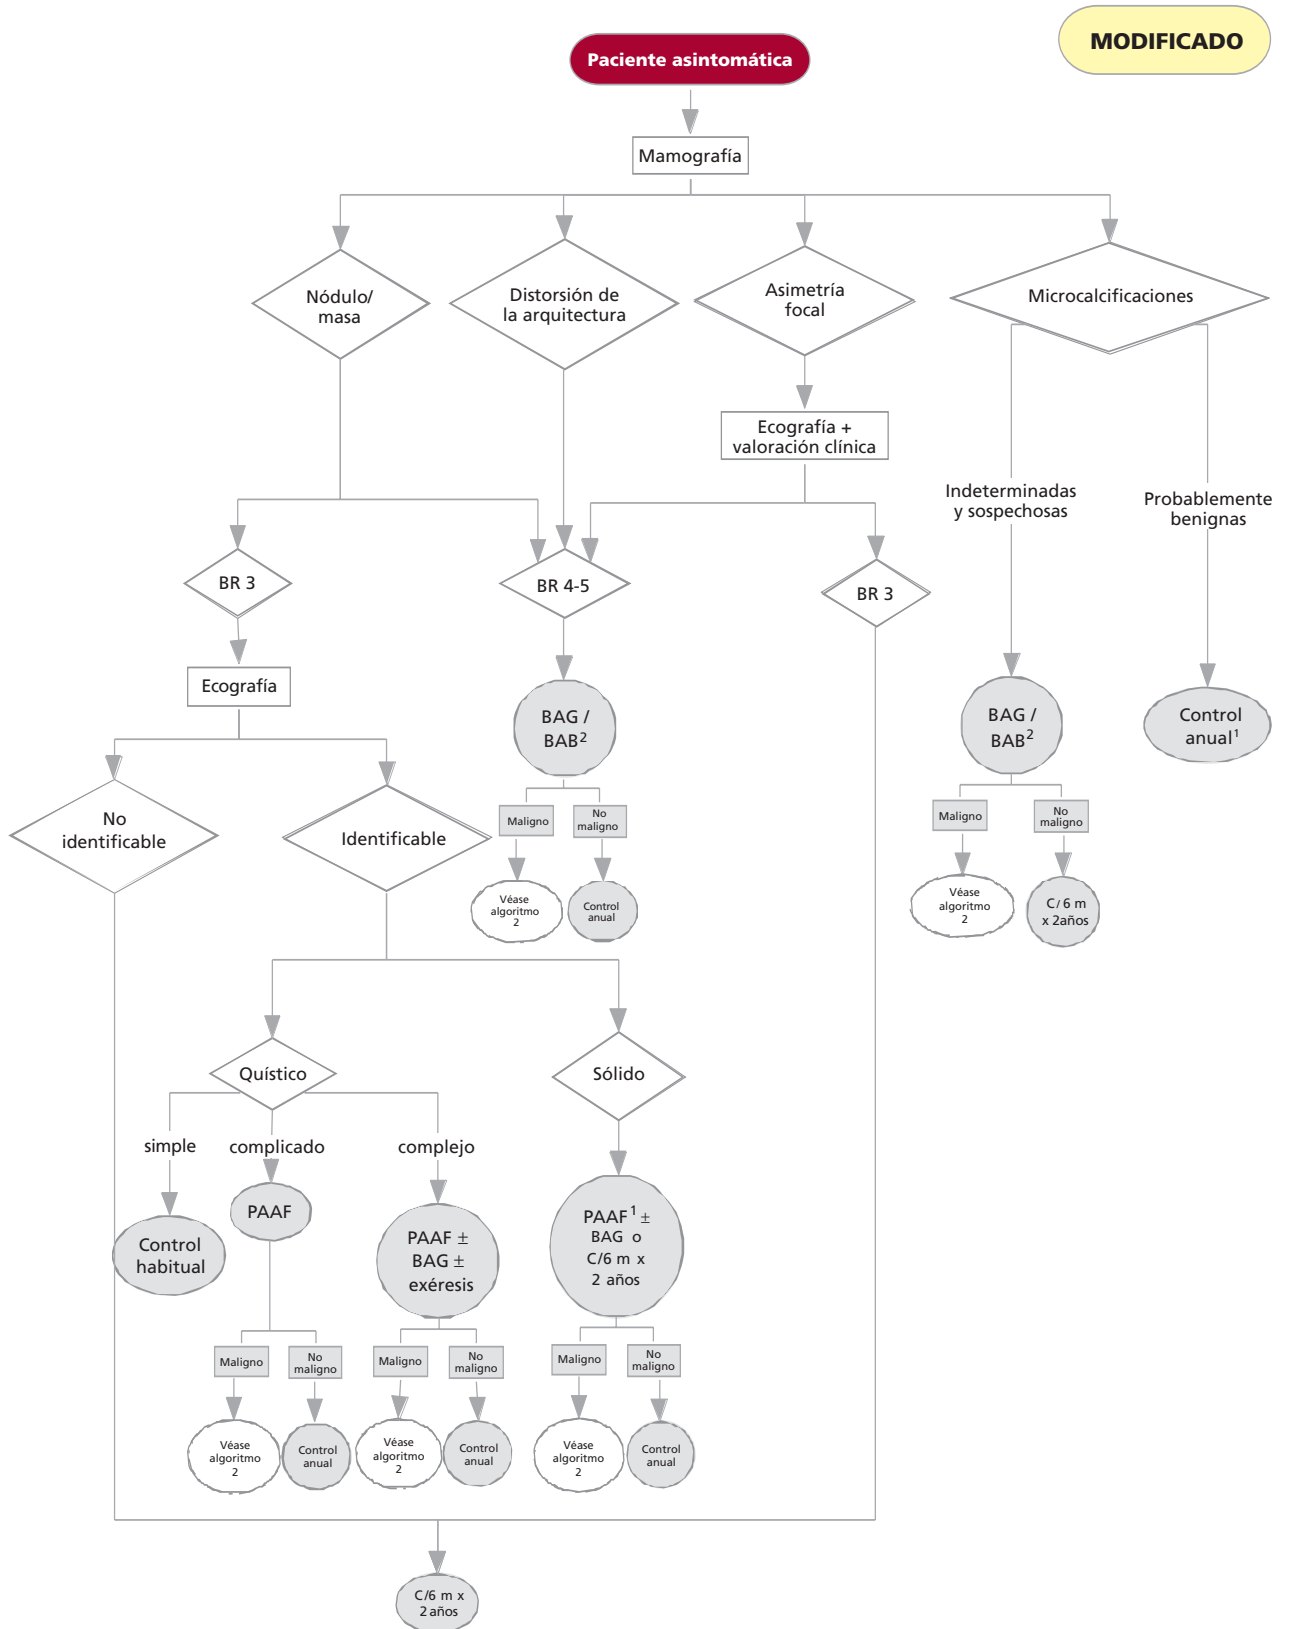 MODIFICADO
Paciente asintomática
Mamografía
Nódulo/
masa
Distorsión de
la arquitectura
Asimetría
focal
Microcalcificaciones
Ecografía +
valoración clínica
Indeterminadas
y sospechosas
Probablemente
benignas
BR 3
BR 4-5
BR 3
Ecografía
BAG /
BAB²
BAG /
BAB²
Control
anual¹
No
identificable
Identificable
Maligno
No
maligno
Maligno
No
maligno
Véase
algoritmo
2
Control
anual
Véase
algoritmo
2
C/ 6 m
x 2años
Quístico
Sólido
simple
complicado
complejo
PAAF
Control
habitual
PAAF ±
BAG ±
exéresis
PAAF¹ ±
BAG o
C/6 m x
2 años
Maligno
No
maligno
Maligno
No
maligno
Maligno
No
maligno
Véase
algoritmo
2
Control
anual
Véase
algoritmo
2
Control
anual
Véase
algoritmo
2
Control
anual
C/6 m x
2 años